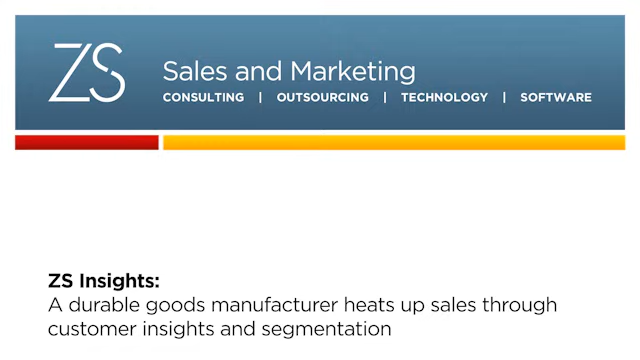 ZS
Sales and Marketing
CONSULTING | OUTSOURCING | TECHNOLOGY | SOFTWARE
ZS Insights:
A durable goods manufacturer heats up sales through
customer insights and segmentation